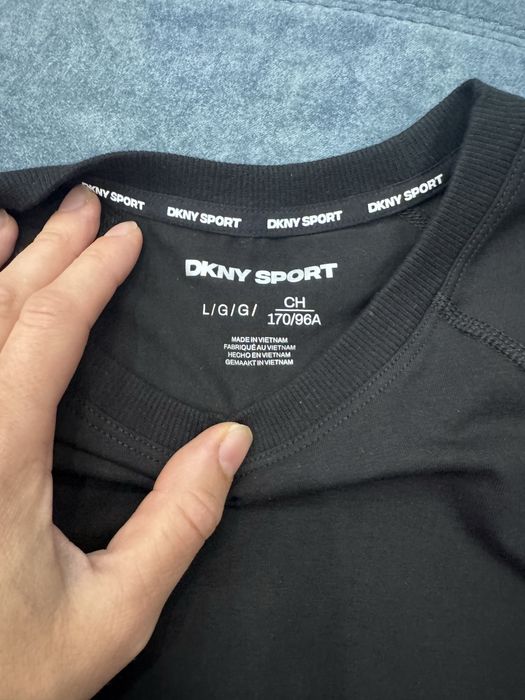 DKNY SPORT DKNY SPORT DKNY SPORT DKNY SPORT
DKNY SPORT
L/G/G/ CH
170/96A
MADE IN VIETNAM
FABRIQUÉ AU VIETNAM
HECHO EN VIETNAM
GEMAAKT IN VIETNAM